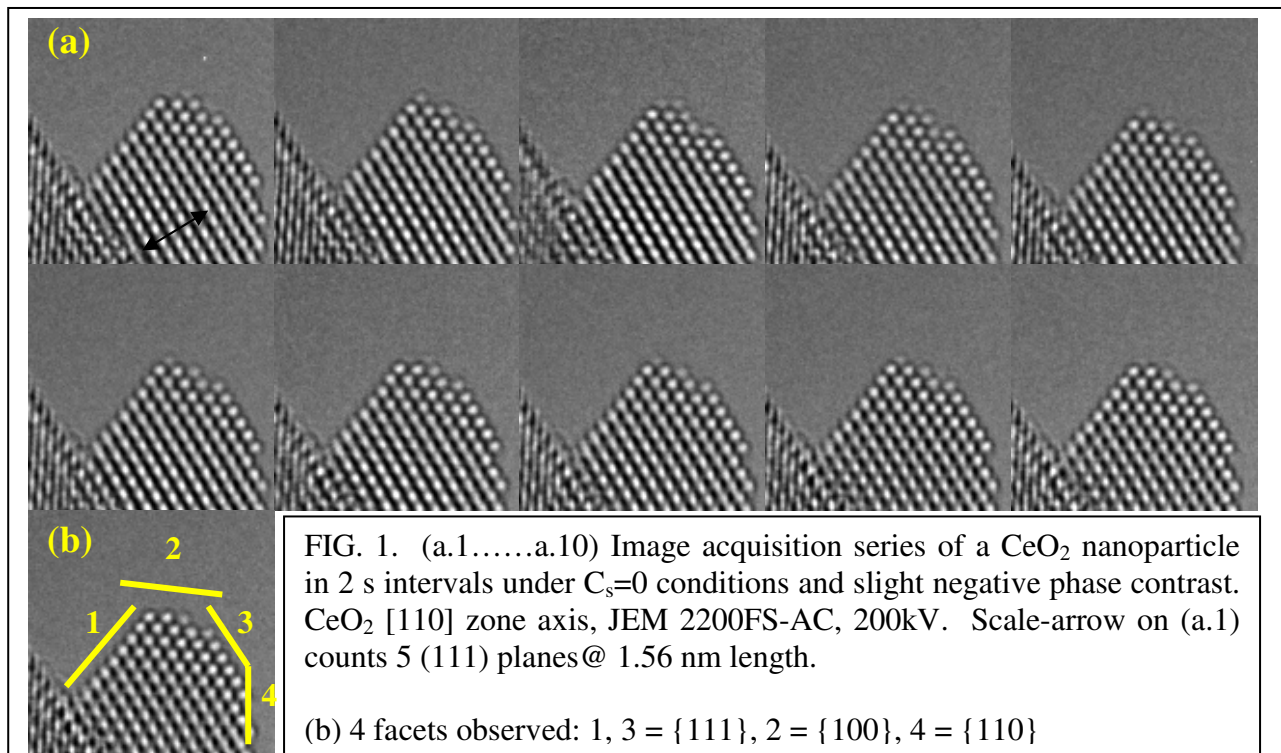 (a)
(b)
2
1
3
4
FIG. 1. (a.1……a.10) Image acquisition series of a CeO₂ nanoparticle
in 2 s intervals under Cₛ=0 conditions and slight negative phase contrast.
CeO₂ [110] zone axis, JEM 2200FS-AC, 200kV. Scale-arrow on (a.1)
counts 5 (111) planes@ 1.56 nm length.
(b) 4 facets observed: 1, 3 = {111}, 2 = {100}, 4 = {110}